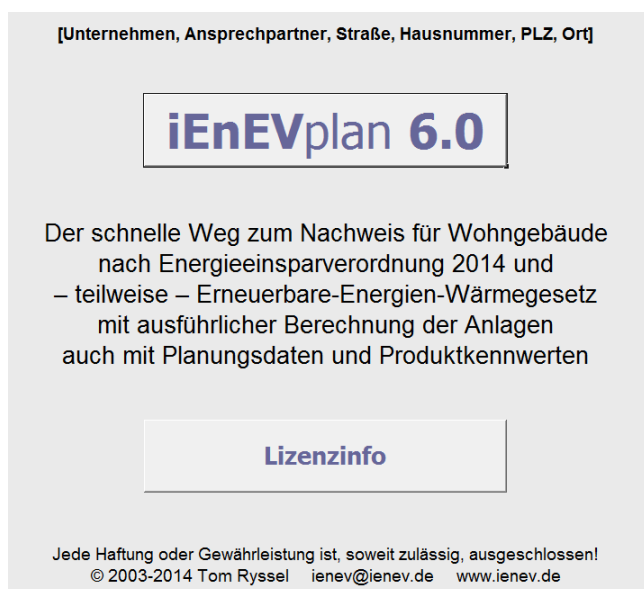 [Unternehmen, Ansprechpartner, Straße, Hausnummer, PLZ, Ort]
iEnEVplan 6.0
Der schnelle Weg zum Nachweis für Wohngebäude
nach Energieeinsparverordnung 2014 und
– teilweise – Erneuerbare-Energien-Wärmegesetz
mit ausführlicher Berechnung der Anlagen
auch mit Planungsdaten und Produktkennwerten
Lizenzinfo
Jede Haftung oder Gewährleistung ist, soweit zulässig, ausgeschlossen!
© 2003-2014 Tom Ryssel ienev@ienev.de www.ienev.de